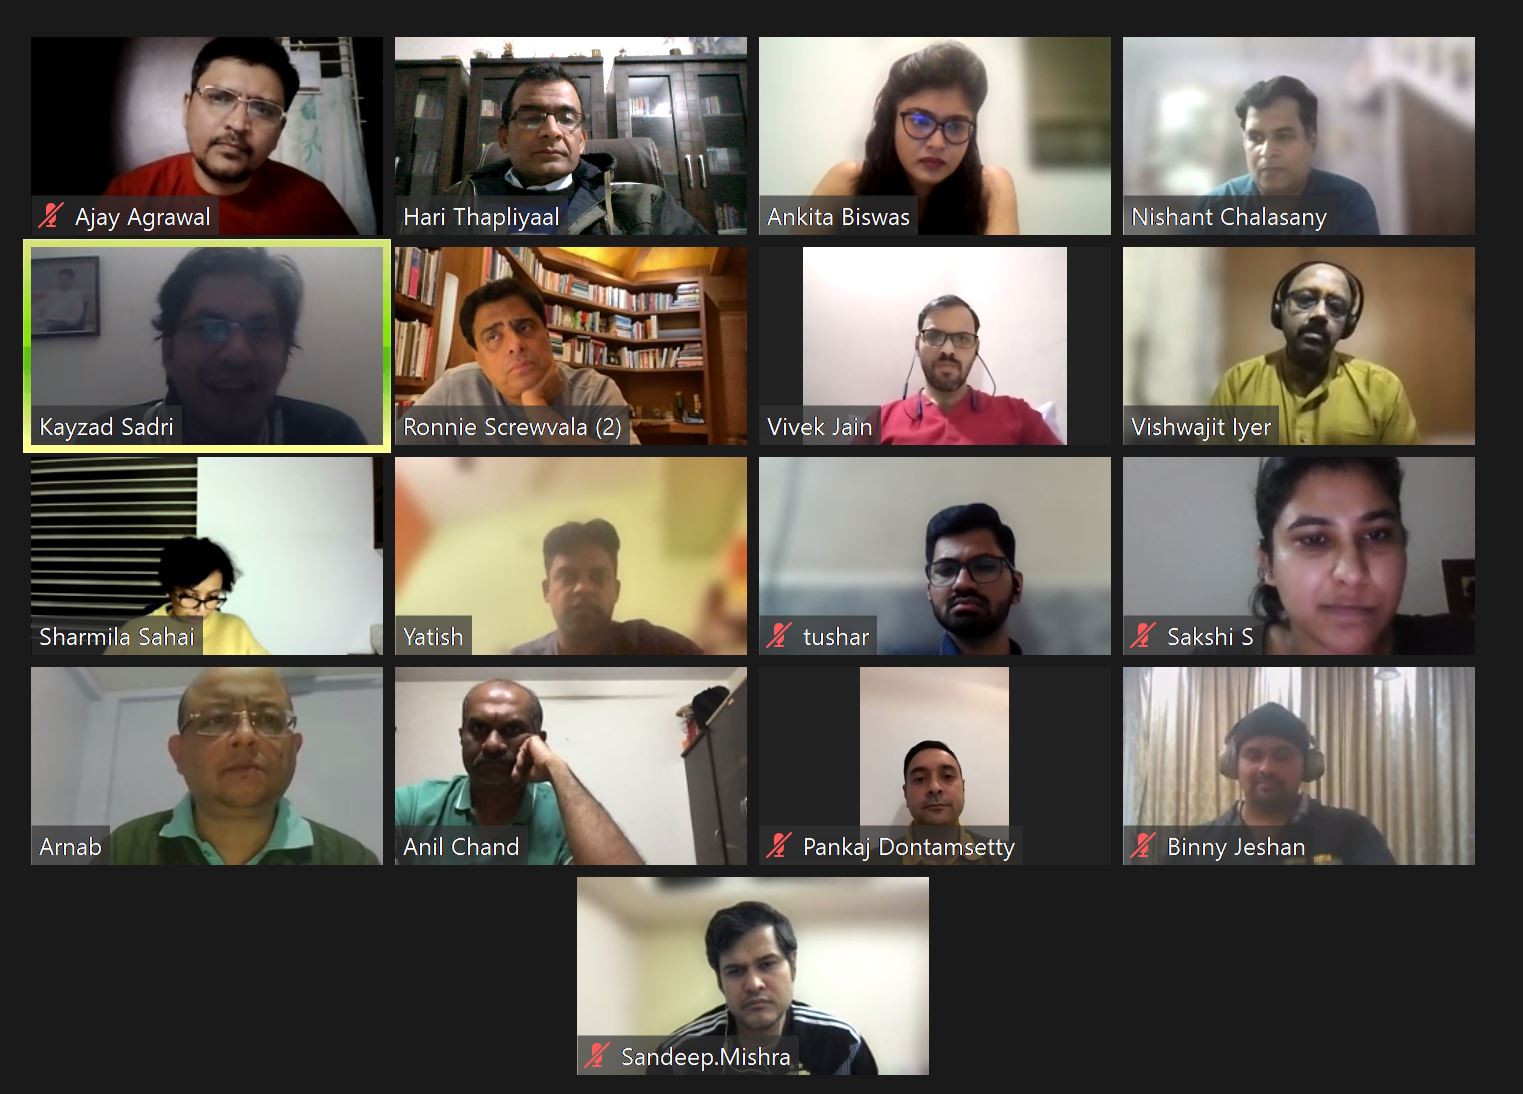 Ajay Agrawal
Hari Thapliyaal
Ankita Biswas
Nishant Chalasany
Kayzad Sadri
Ronnie Screwvala (2)
Vivek Jain
Vishwajit Iyer
Sharmila Sahai
Yatish
tushar
Sakshi S
Arnab
Anil Chand
Pankaj Dontamsetty
Binny Jeshan
Sandeep.Mishra